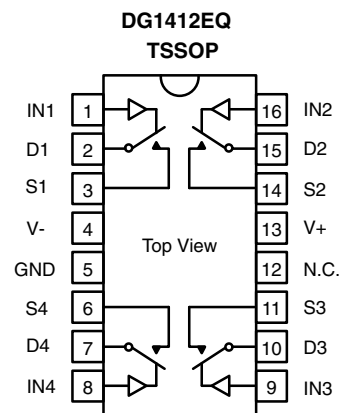 DG1412EQ
TSSOP
IN1 1 16 IN2
D1 2 15 D2
S1 3 14 S2
V- 4 13 V+
Top View
GND 5 12 N.C.
S4 6 11 S3
D4 7 10 D3
IN4 8 9 IN3